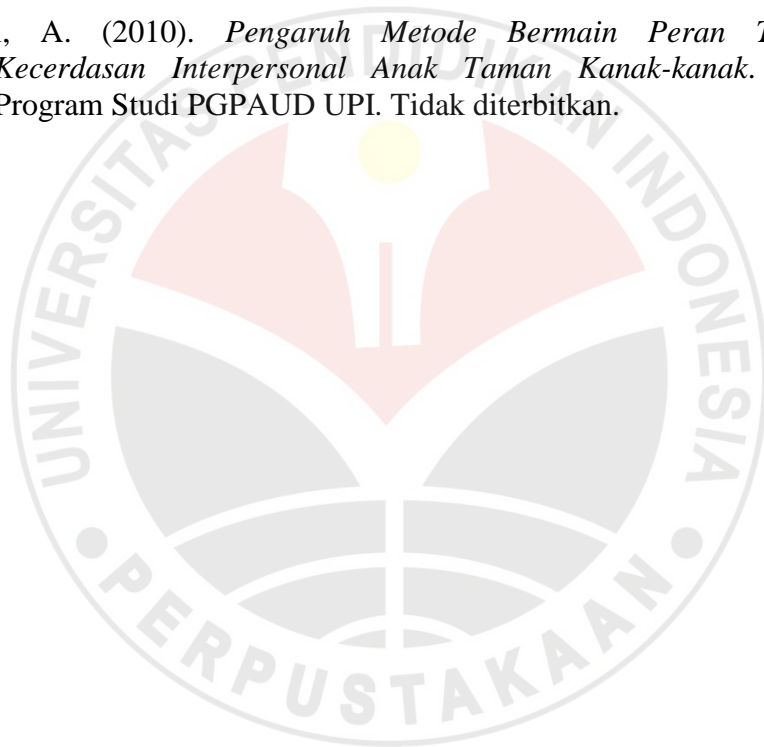 , A. (2010). Pengaruh Metode Bermain Peran T
Kecerdasan Interpersonal Anak Taman Kanak-kanak.
Program Studi PGPAUD UPI. Tidak diterbitkan.
UNIVERSITAS PENDIDIKAN INDONESIA
PERPUSTAKAAN